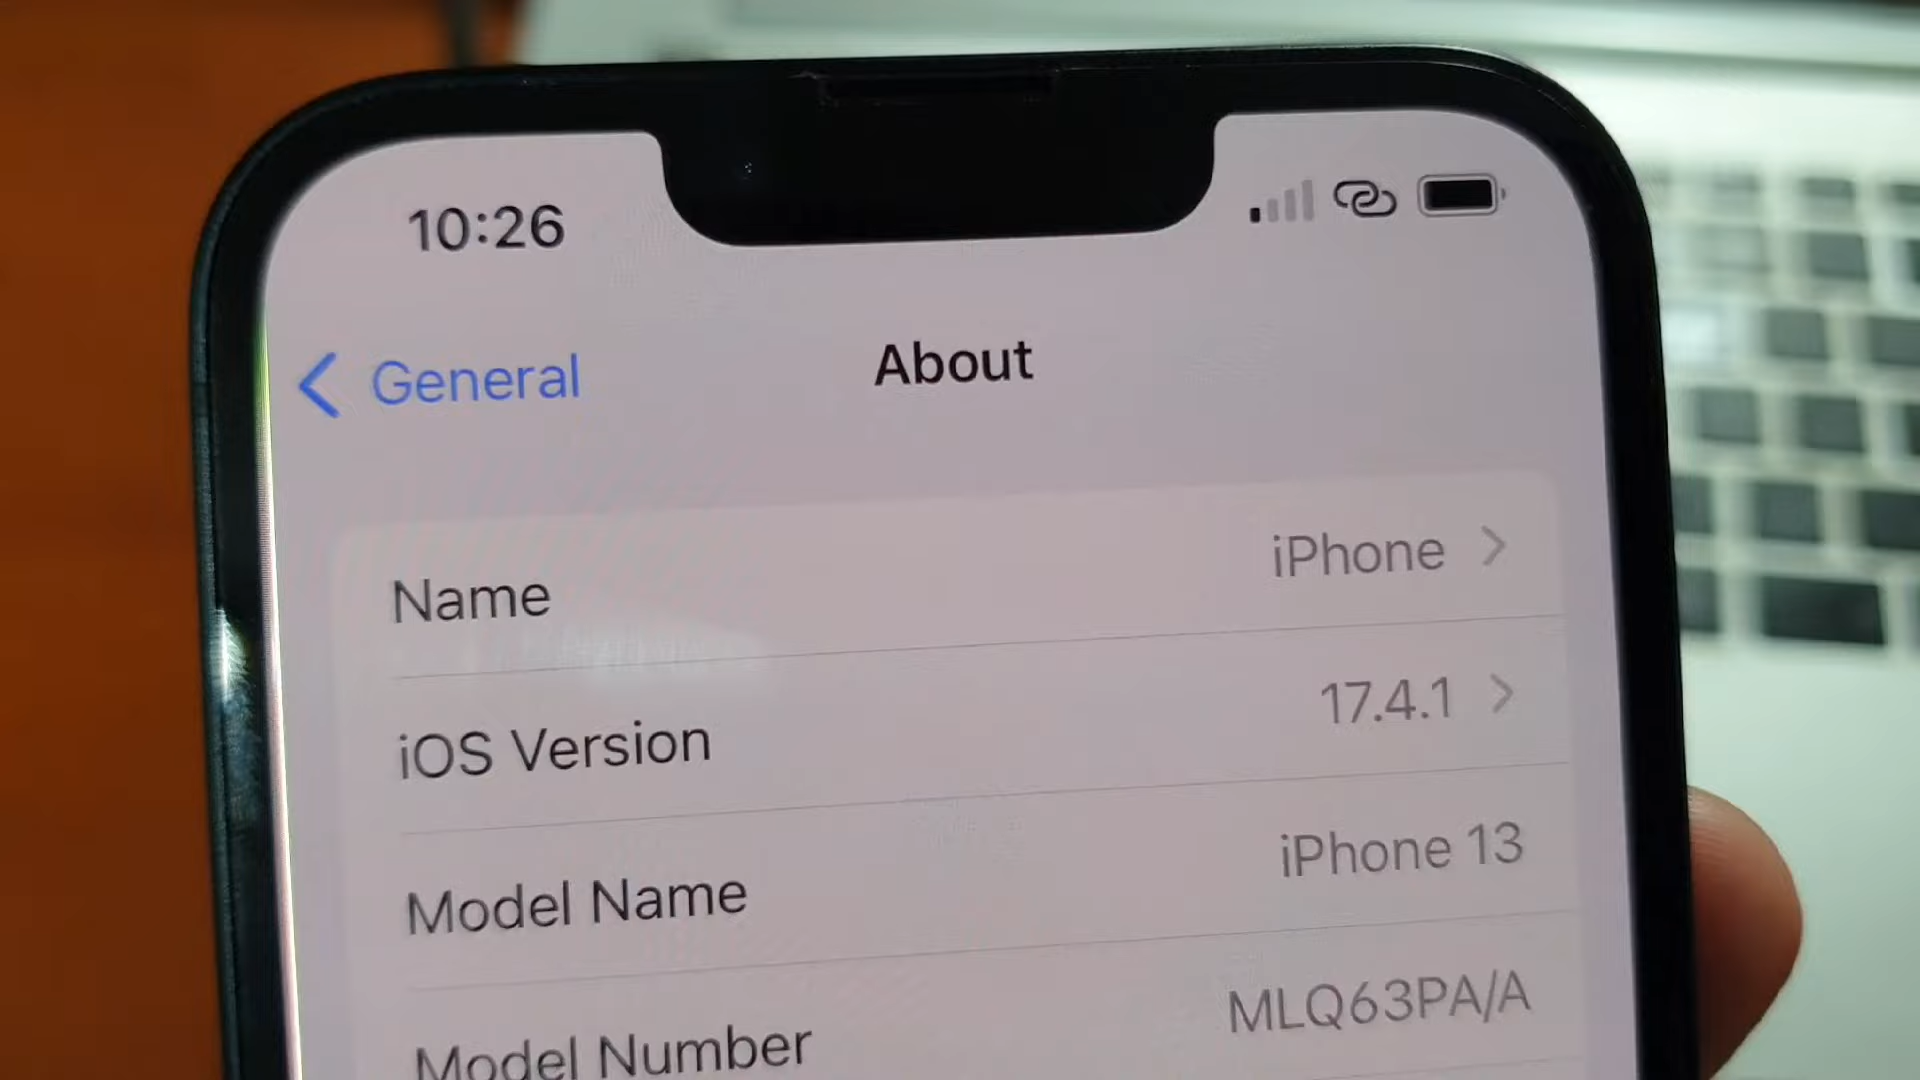 10:26
General
About
Name
iPhone
iOS Version
17.4.1
Model Name
iPhone 13
Model Number
MLQ63PA/A